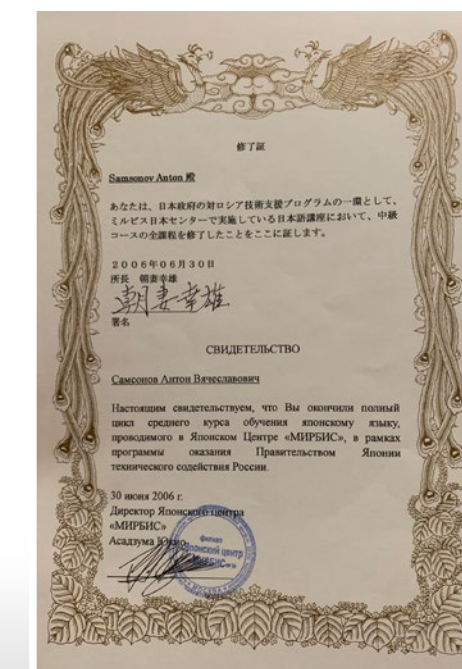 修了証
Samsonov Anton 殿
あなたは、日本政府の対ロシア技術支援プログラムの一環として、
ミルビス日本センターで実施している日本語講座において、中級
コースの全課程を修了したことをここに証します。
2006年06月30日
所長 朝妻幸雄
朝妻幸雄
署名
СВИДЕТЕЛЬСТВО
Самсонов Антон Вячеславович
Настоящим свидетельствуем, что Вы окончили полный
цикл среднего курса обучения японскому языку,
проводимого в Японском Центре «МИРБИС», в рамках
программы оказания Правительством Японии
технического содействия России.
30 июня 2006 г.
Директор Японского центра
«МИРБИС»
Асадзума Юкио
филиал
Японский центр
МИРБИС